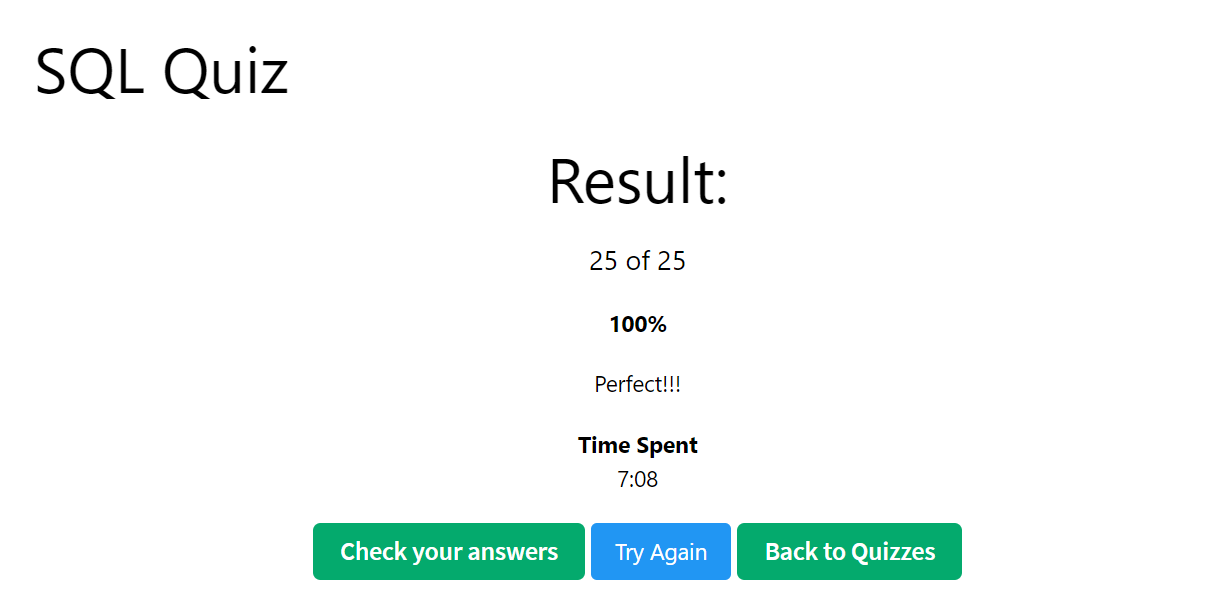 SQL Quiz
Result:
25 of 25
100%
Perfect!!!
Time Spent
7:08
Check your answers Try Again Back to Quizzes